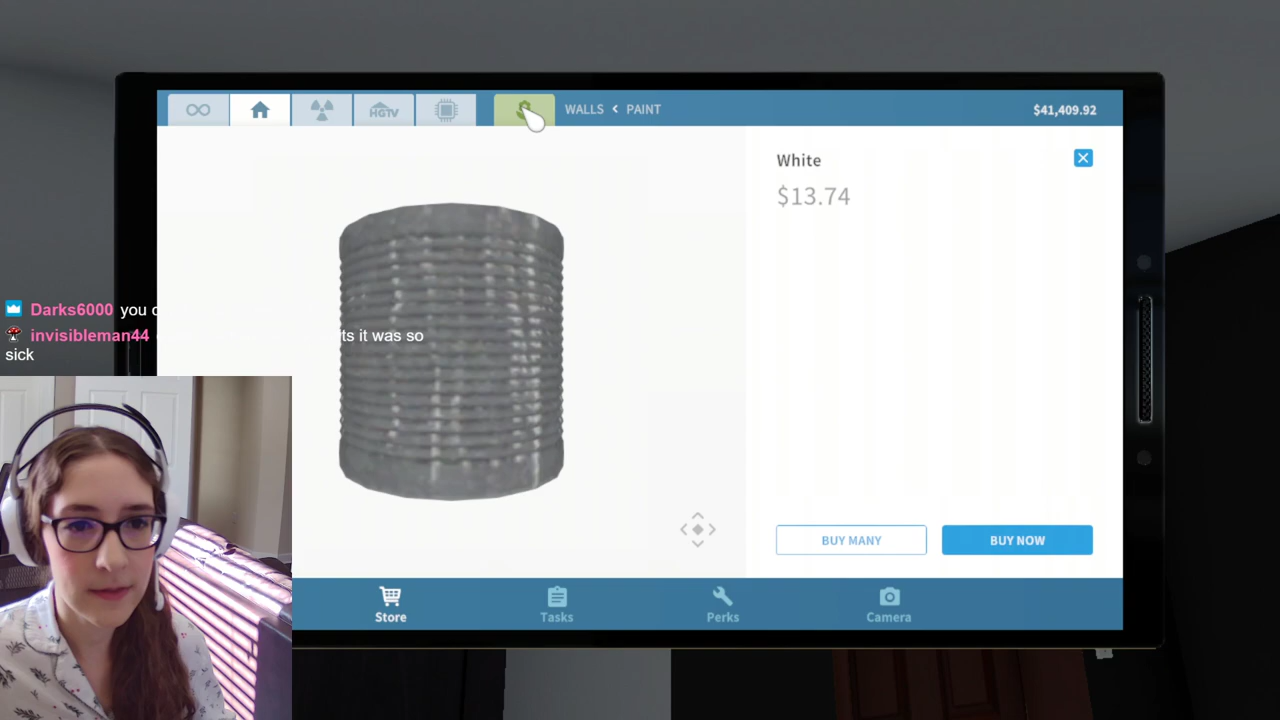 HGTV
WALLS < PAINT
$41,409.92
White
$13.74
Darks6000 you
invisibleman44 it was so
sick
BUY MANY
BUY NOW
Store
Tasks
Perks
Camera